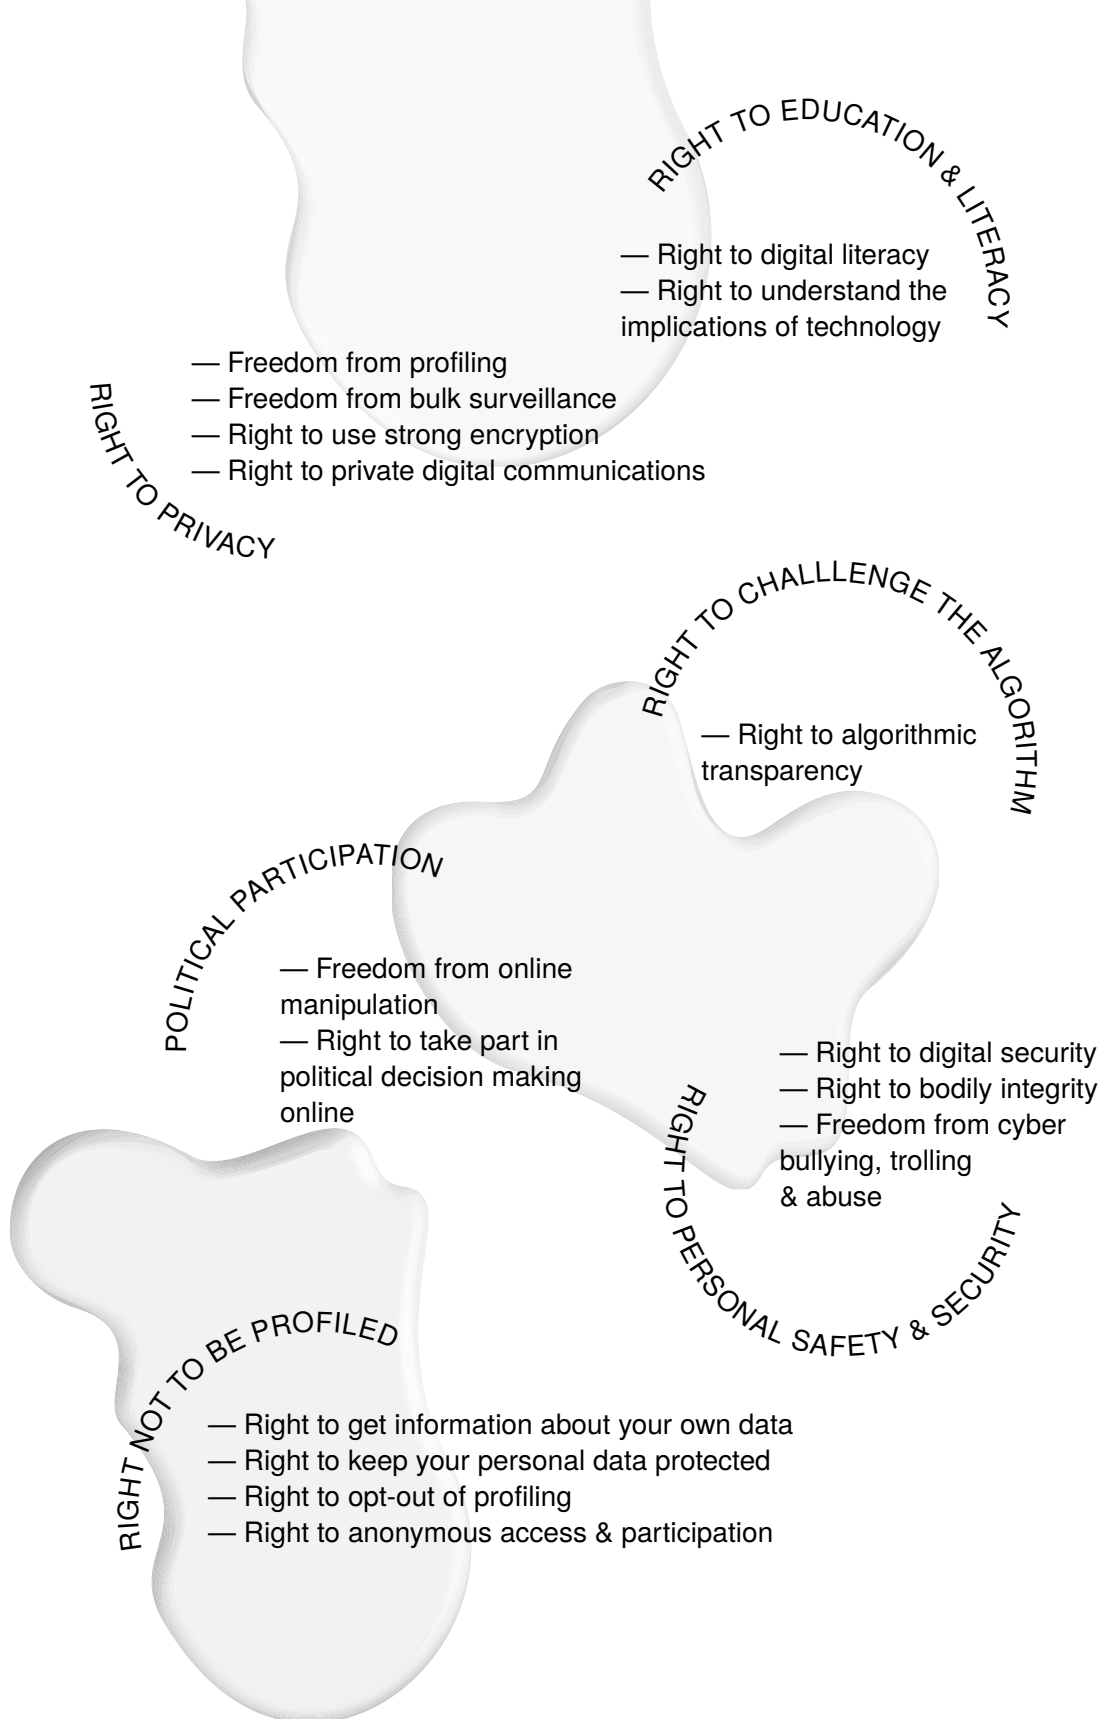 RIGHT TO EDUCATION & LITERACY
— Right to digital literacy
— Right to understand the
implications of technology
— Freedom from profiling
— Freedom from bulk surveillance
— Right to use strong encryption
— Right to private digital communications
RIGHT TO PRIVACY
RIGHT TO CHALLLENGE THE ALGORITHM
— Right to algorithmic
transparency
POLITICAL PARTICIPATION
— Freedom from online
manipulation
— Right to take part in
political decision making
online
— Right to digital security
— Right to bodily integrity
— Freedom from cyber
bullying, trolling
& abuse
RIGHT TO PERSONAL SAFETY & SECURITY
RIGHT NOT TO BE PROFILED
— Right to get information about your own data
— Right to keep your personal data protected
— Right to opt-out of profiling
— Right to anonymous access & participation